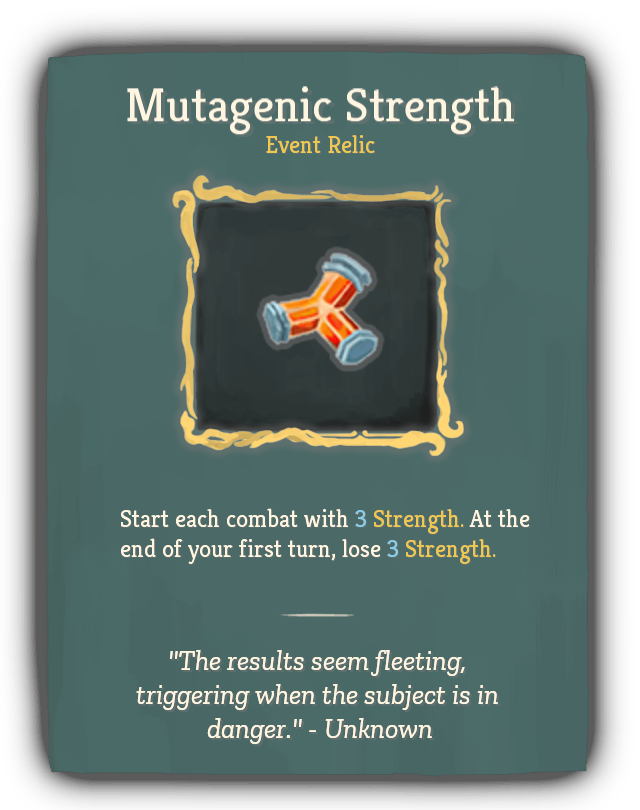 Mutagenic Strength
Event Relic
Start each combat with 3 Strength. At the
end of your first turn, lose 3 Strength.
"The results seem fleeting,
triggering when the subject is in
danger." - Unknown